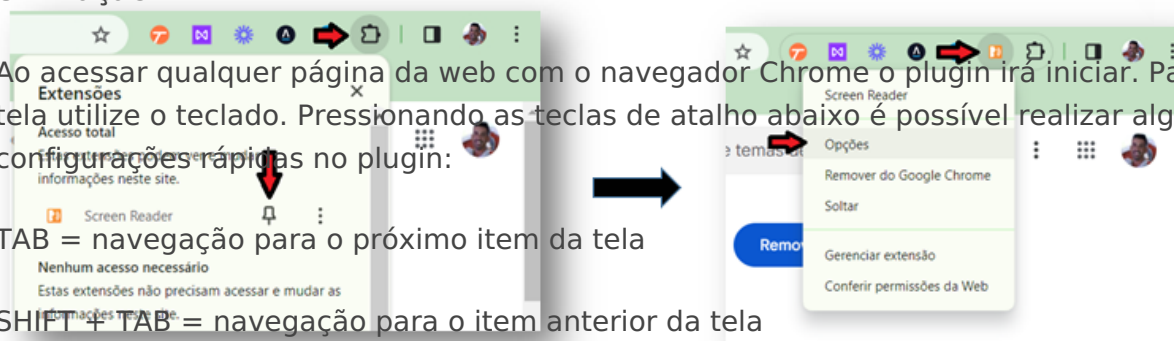 Ao acessar qualquer página da web com o navegador Chrome o plugin irá iniciar. Pa
tela utilize o teclado. Pressionando as teclas de atalho abaixo é possível realizar alg
configurações rápidas no plugin:
TAB = navegação para o próximo item da tela
SHIFT + TAB = navegação para o item anterior da tela
Extensões
Acesso total
informações neste site.
Screen Reader
Nenhum acesso necessário
Estas extensões não precisam acessar e mudar as
Screen Reader
Opções
e temas d
Remover do Google Chrome
Soltar
Remo
Gerenciar extensão
Conferir permissões da Web